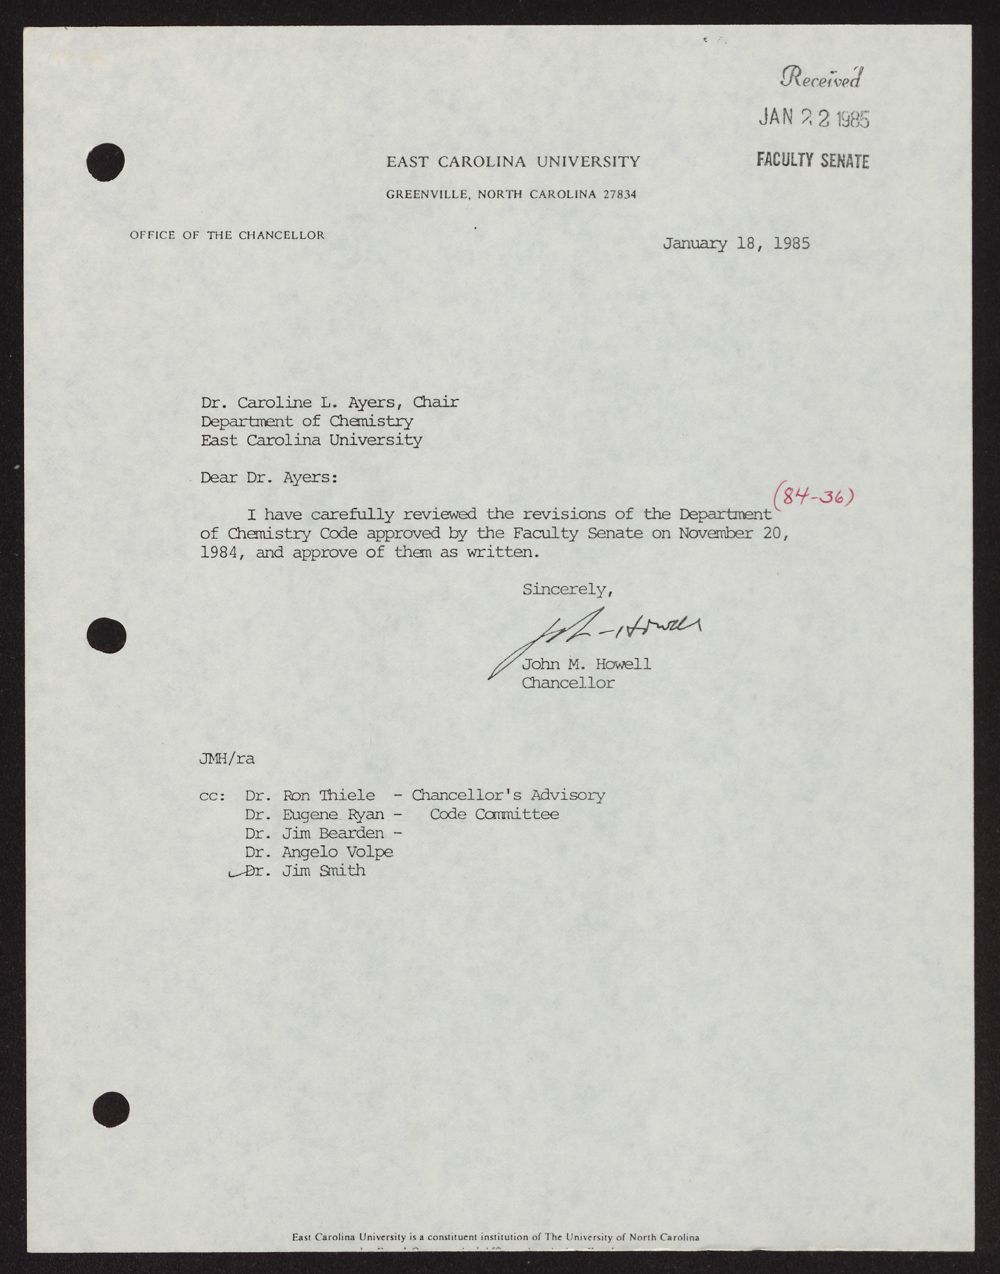 Received
JAN 22 1985
FACULTY SENATE
EAST CAROLINA UNIVERSITY
GREENVILLE, NORTH CAROLINA 27834
OFFICE OF THE CHANCELLOR
January 18, 1985
Dr. Caroline L. Ayers, Chair
Department of Chemistry
East Carolina University
Dear Dr. Ayers:
(84-36)
I have carefully reviewed the revisions of the Department
of Chemistry Code approved by the Faculty Senate on November 20,
1984, and approve of them as written.
Sincerely,
John Howell
John M. Howell
Chancellor
JMH/ra
cc: Dr. Ron Thiele - Chancellor's Advisory
Dr. Eugene Ryan - Code Committee
Dr. Jim Bearden -
Dr. Angelo Volpe
Dr. Jim Smith
East Carolina University is a constituent institution of The University of North Carolina